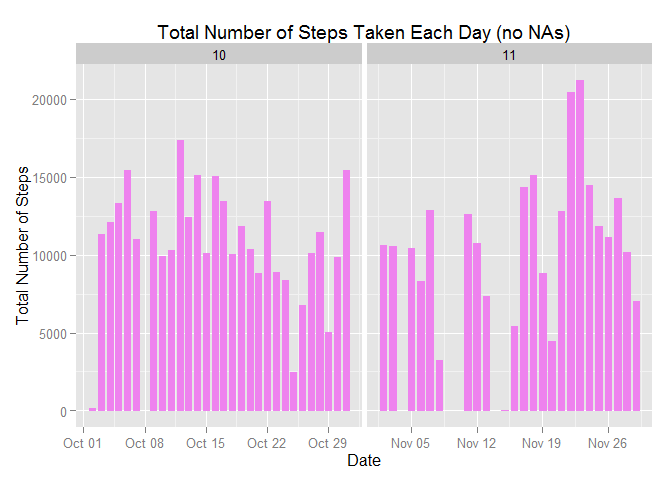 Total Number of Steps Taken Each Day (no NAs)
10 11
20000
15000
10000
5000
0
Total Number of Steps
Oct 01 Oct 08 Oct 15 Oct 22 Oct 29 Nov 05 Nov 12 Nov 19 Nov 26
Date